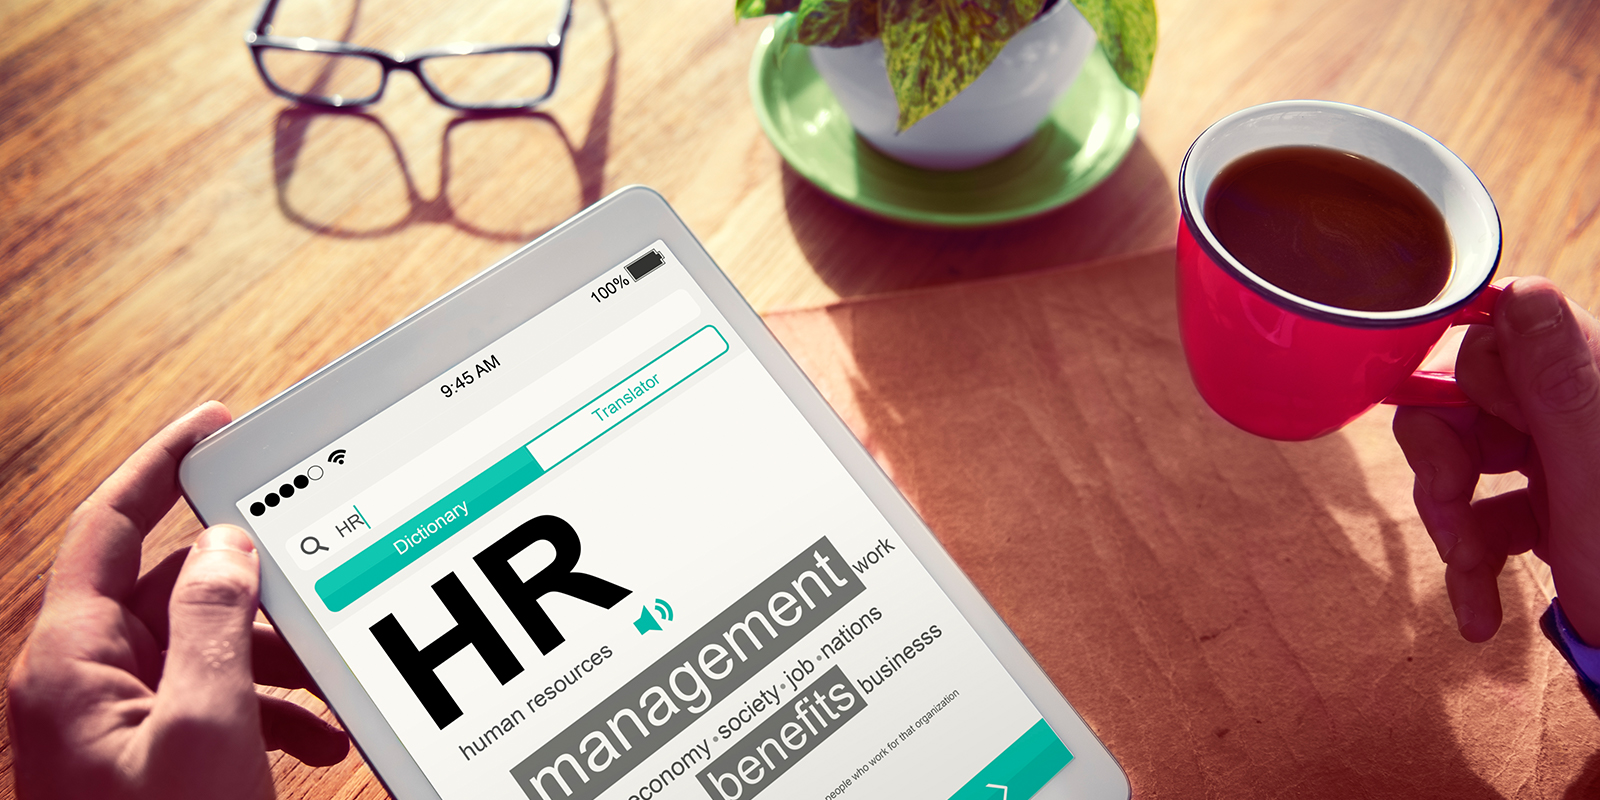 100%
9:45 AM
HR
Dictionary Translator
HR
human resources
management work
economy•society•job•nations
benefits businesss
people who work for that organization